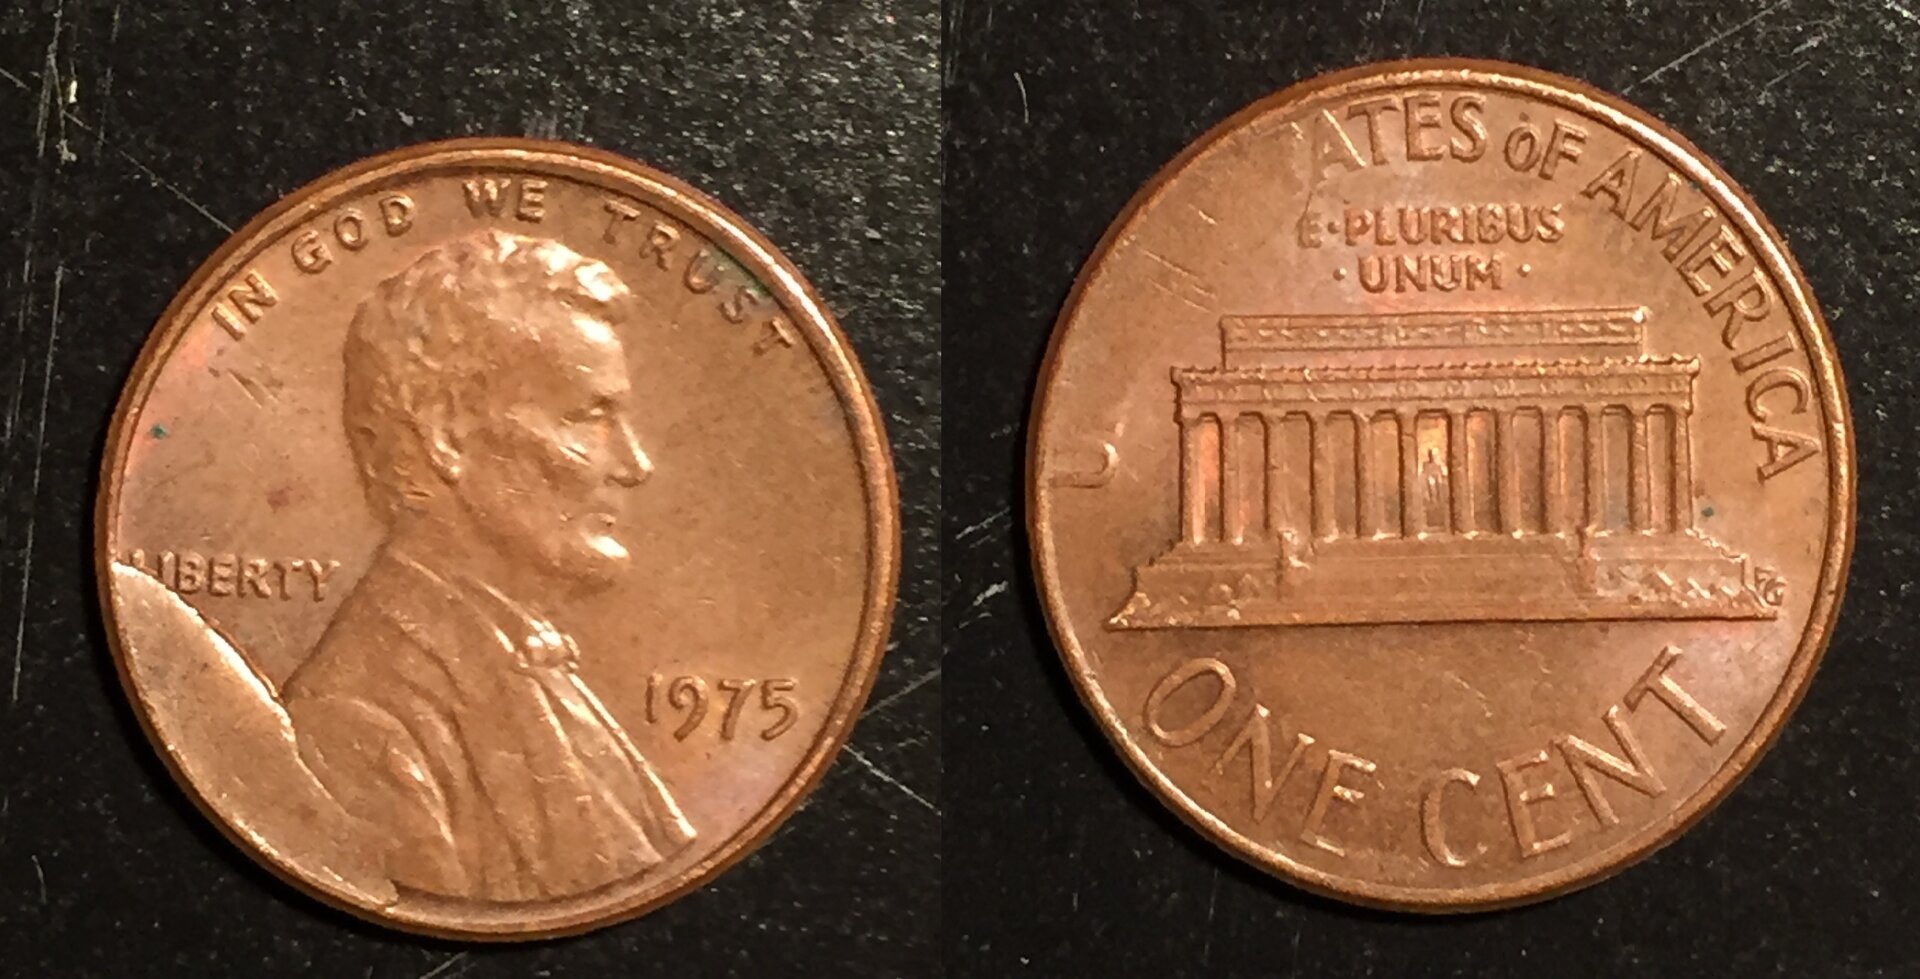 IN GOD WE TRUST
LIBERTY
1975
U ATES OF AMERICA
E·PLURIBUS
·UNUM·
FG
ONE CENT